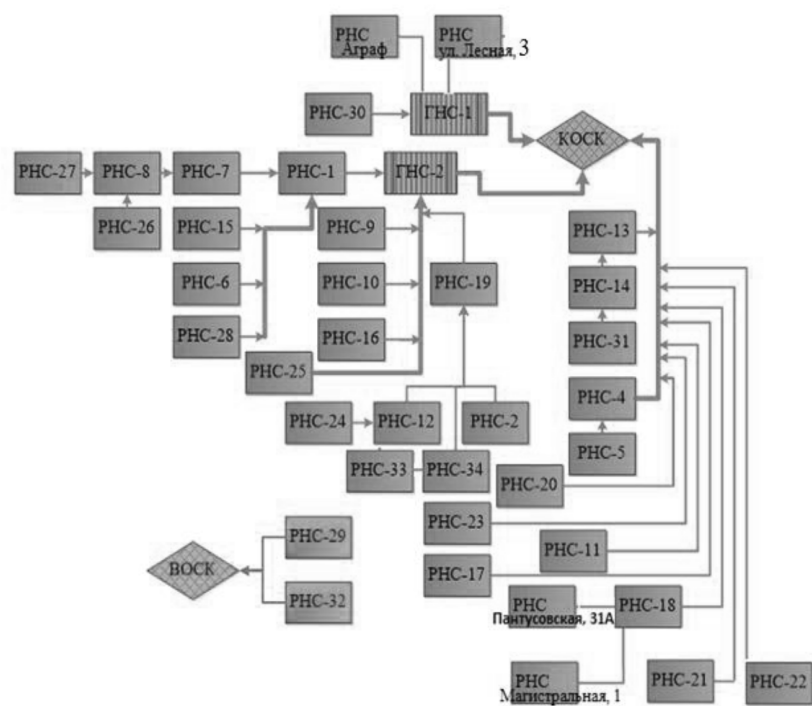 РНС
Аграф
РНС
ул. Лесная, 3
РНС-30
ГНС-1
КОСК
РНС-27
РНС-8
РНС-7
РНС-1
ГНС-2
РНС-26
РНС-15
РНС-9
РНС-13
РНС-6
РНС-10
РНС-19
РНС-14
РНС-28
РНС-16
РНС-31
РНС-25
РНС-4
РНС-24
РНС-12
РНС-2
РНС-5
РНС-33
РНС-34
РНС-20
РНС-23
РНС-29
РНС-11
ВОСК
РНС-17
РНС-32
РНС
Пантусовская, 31А
РНС-18
РНС
Магистральная, 1
РНС-21
РНС-22